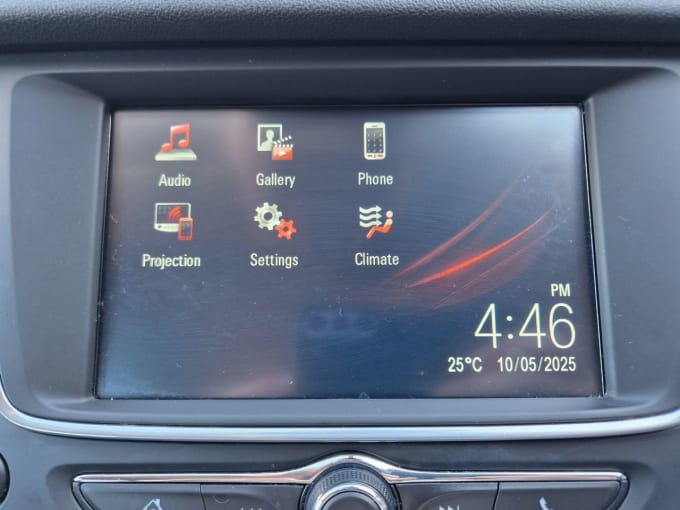 Audio Gallery Phone
Projection Settings Climate
PM
4:46
25°C 10/05/2025